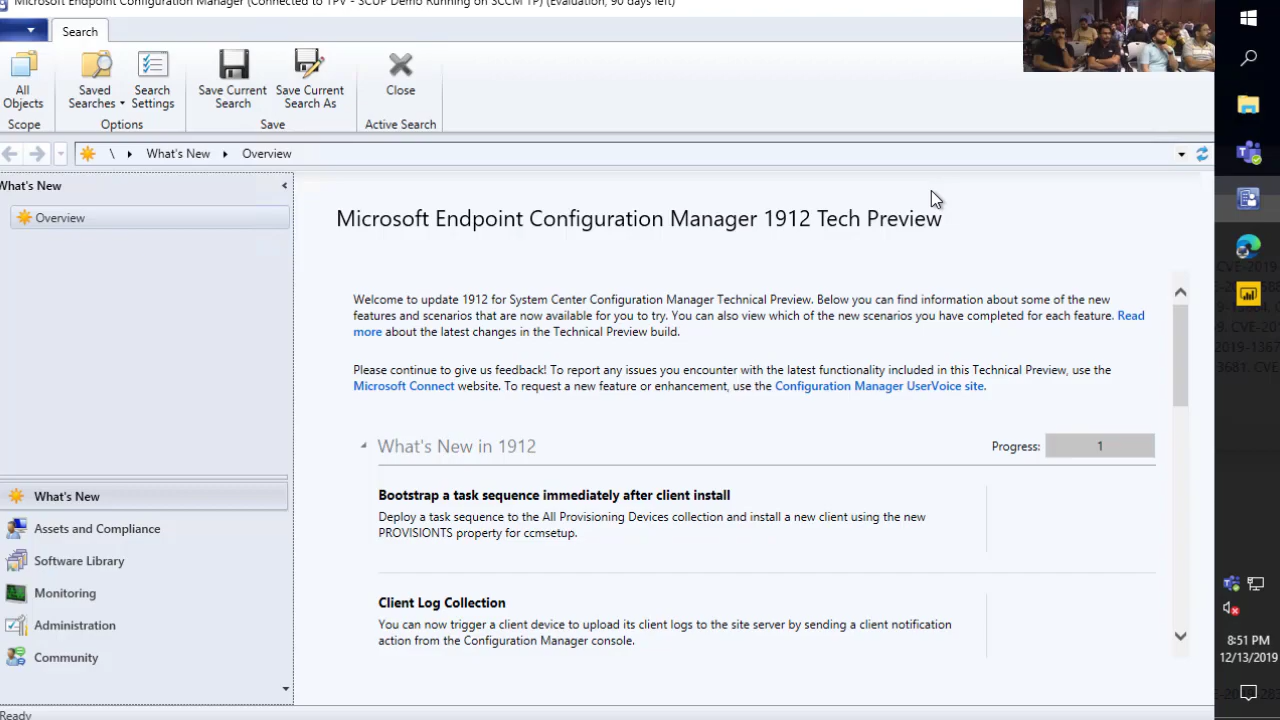 Microsoft Endpoint Configuration Manager (Connected to TPV - SCUP Demo Running on SCCM TP) (Evaluation, 90 days left)
Search
All Objects
Saved Searches
Search Settings
Save Current Search
Save Current Search As
Close
Scope
Options
Save
Active Search
\ What's New Overview
What's New
Overview
Microsoft Endpoint Configuration Manager 1912 Tech Preview
Welcome to update 1912 for System Center Configuration Manager Technical Preview. Below you can find information about some of the new
features and scenarios that are now available for you to try. You can also view which of the new scenarios you have completed for each feature. Read
more about the latest changes in the Technical Preview build.
Please continue to give us feedback! To report any issues you encounter with the latest functionality included in this Technical Preview, use the
Microsoft Connect website. To request a new feature or enhancement, use the Configuration Manager UserVoice site.
What's New in 1912
Progress: 1
Bootstrap a task sequence immediately after client install
Deploy a task sequence to the All Provisioning Devices collection and install a new client using the new
PROVISIONTS property for ccmsetup.
Client Log Collection
You can now trigger a client device to upload its client logs to the site server by sending a client notification
action from the Configuration Manager console.
What's New
Assets and Compliance
Software Library
Monitoring
Administration
Community
Ready
8:51 PM
12/13/2019